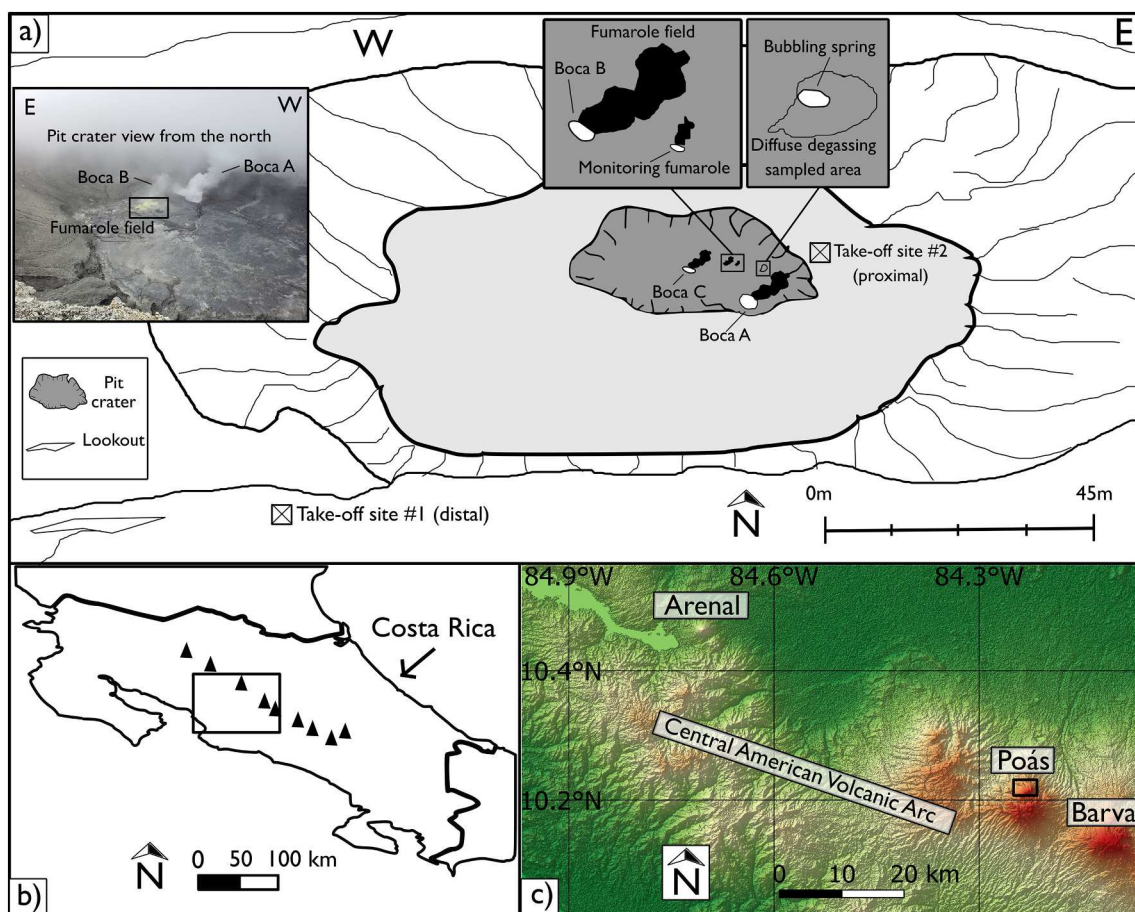 a)
W
E
Fumarole field
Boca B
Monitoring fumarole
Bubbling spring
Diffuse degassing
sampled area
E
W
Pit crater view from the north
Boca B
Boca A
Fumarole field
Take-off site #2
(proximal)
Boca C
Boca A
Pit
crater
Lookout
Take-off site #1 (distal)
N
0m
45m
b)
Costa Rica
N
0 50 100 km
c)
84.9°W
84.6°W
84.3°W
Arenal
10.4°N
Central American Volcanic Arc
Poás
10.2°N
Barva
N
0 10 20 km